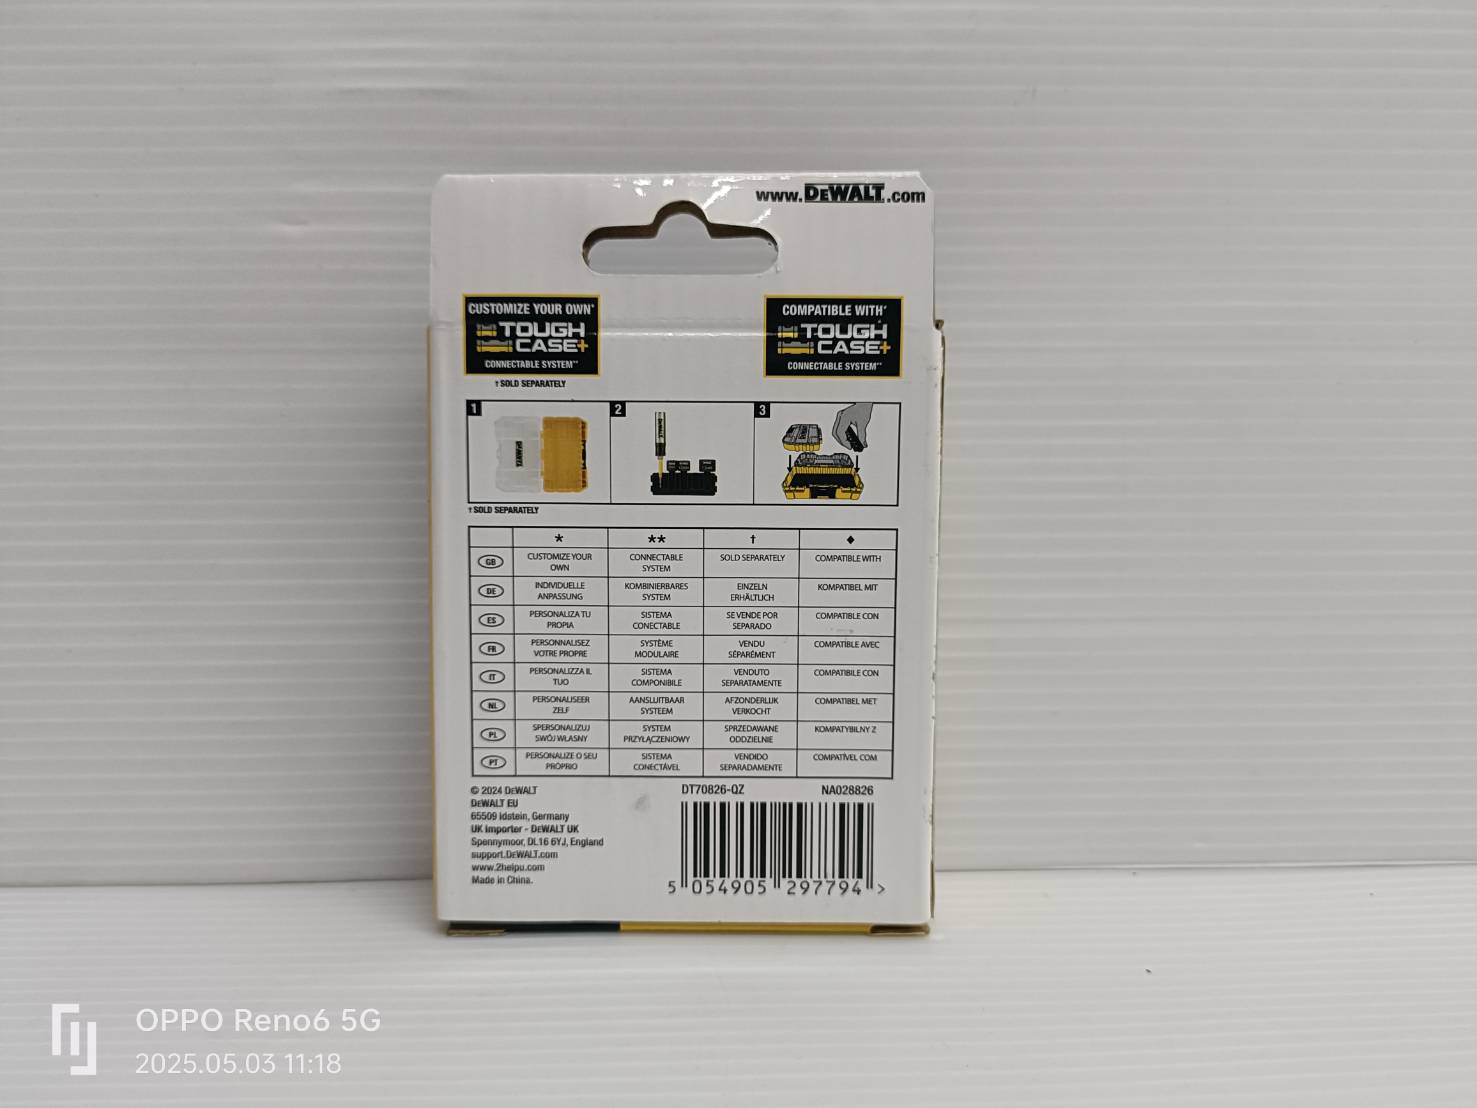 www.DEWALT.com
CUSTOMIZE YOUR OWN*
TOUGH
CASE+
CONNECTABLE SYSTEM**
† SOLD SEPARATELY
COMPATIBLE WITH♦
TOUGH
CASE+
CONNECTABLE SYSTEM**
1
DEWALT
2
DEWALT
3
† SOLD SEPARATELY
* ** † ♦
GB CUSTOMIZE YOUR OWN CONNECTABLE SYSTEM SOLD SEPARATELY COMPATIBLE WITH
DE INDIVIDUELLE ANPASSUNG KOMBINIERBARES SYSTEM EINZELN ERHÄLTLICH KOMPATIBEL MIT
ES PERSONALIZA TU PROPIA SISTEMA CONECTABLE SE VENDE POR SEPARADO COMPATIBLE CON
FR PERSONNALISEZ VOTRE PROPRE SYSTÈME MODULAIRE VENDU SÉPARÉMENT COMPATIBLE AVEC
IT PERSONALIZZA IL TUO SISTEMA COMPONIBILE VENDUTO SEPARATAMENTE COMPATIBILE CON
NL PERSONALISEER ZELF AANSLUITBAAR SYSTEEM AFZONDERLIJK VERKOCHT COMPATIBEL MET
PL SPERSONALIZUJ SWÓJ WŁASNY SYSTEM PRZYŁĄCZENIOWY SPRZEDAWANE ODDZIELNIE KOMPATYBILNY Z
PT PERSONALIZE O SEU PRÓPRIO SISTEMA CONECTÁVEL VENDIDO SEPARADAMENTE COMPATÍVEL COM
© 2024 DEWALT
DEWALT EU
65509 Idstein, Germany
UK Importer - DEWALT UK
Spennymoor, DL16 6YJ, England
support.DEWALT.com
www.2helpu.com
Made in China.
DT70826-QZ NA028826
5 054905 297794 >
OPPO Reno6 5G
2025.05.03 11:18